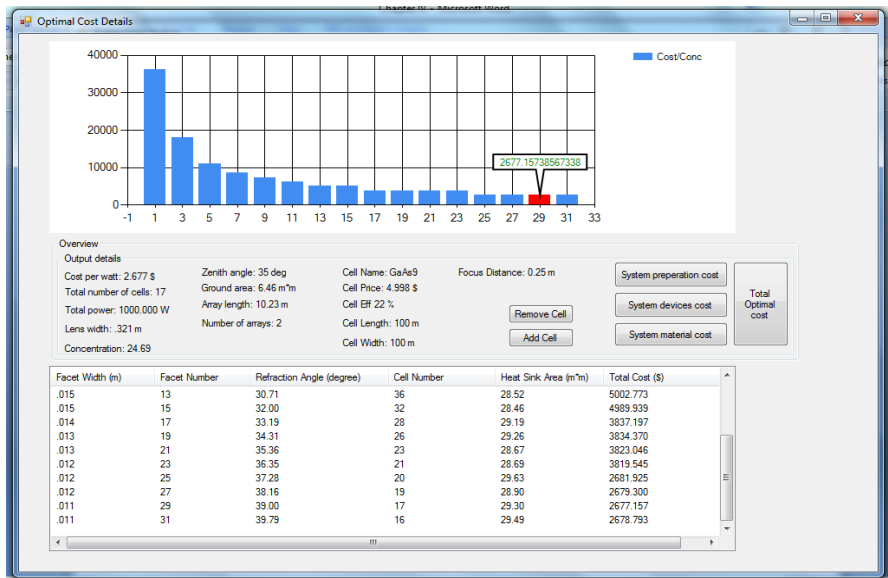 Chapter IV - Microsoft Word
Optimal Cost Details
40000
30000
20000
10000
0
-1 1 3 5 7 9 11 13 15 17 19 21 23 25 27 29 31 33
Cost/Conc
2677.15738567338
Overview
Output details
Cost per watt: 2.677 $
Total number of cells: 17
Total power: 1000.000 W
Lens width: .321 m
Concentration: 24.69
Zenith angle: 35 deg
Ground area: 6.46 m*m
Array length: 10.23 m
Number of arrays: 2
Cell Name: GaAs9
Cell Price: 4.998 $
Cell Eff 22 %
Cell Length: 100 m
Cell Width: 100 m
Focus Distance: 0.25 m
Remove Cell
Add Cell
System preperation cost
System devices cost
System material cost
Total
Optimal
cost
Facet Width (m) Facet Number Refraction Angle (degree) Cell Number Heat Sink Area (m*m) Total Cost ($)
.015 13 30.71 36 28.52 5002.773
.015 15 32.00 32 28.46 4989.939
.014 17 33.19 28 29.19 3837.197
.013 19 34.31 26 29.26 3834.370
.013 21 35.36 23 28.67 3823.046
.012 23 36.35 21 28.69 3819.545
.012 25 37.28 20 29.63 2681.925
.012 27 38.16 19 28.90 2679.300
.011 29 39.00 17 29.30 2677.157
.011 31 39.79 16 29.49 2678.793